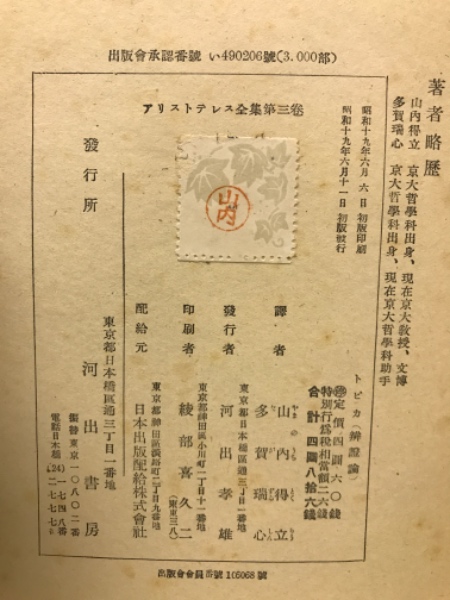 出版會承認番號 い490206號(3.000部)
著者略歷
山內得立 京大哲學科出身、現在京大敎授、文博
多賀瑞心 京大哲學科出身、現在京大哲學科助手
昭和十九年六月 六 日 初版印刷
昭和十九年六月十一日 初版發行
アリストテレス全集第三卷
山内
トピカ(辨證論)
定價四圓六〇錢
特別行爲稅相當額二六錢
合計四圓八拾六錢
譯者
山內得立
多賀瑞心
發行者
東京都日本橋區通三丁目一番地
河出孝雄
印刷者
東京都神田區小川町二丁目十一番地
綾部喜久二
(東東三八)
配給元
東京都神田區淡路町二丁目九番地
日本出版配給株式會社
發行所
東京都日本橋區通三丁目一番地
河出書房
振替東京一〇八〇二番
電話日本橋(24)
一七四八番
二七七七番
出版會會員番號 105068 號